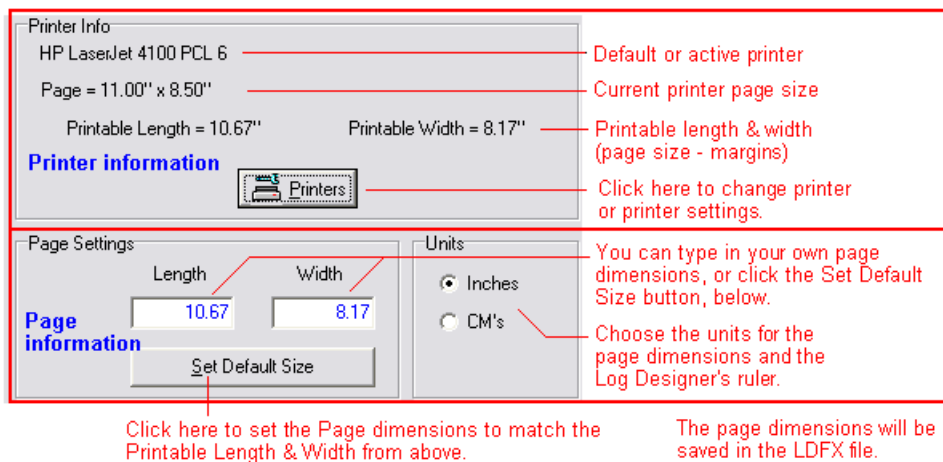 Printer Info
HP LaserJet 4100 PCL 6
Default or active printer
Page = 11.00" x 8.50"
Current printer page size
Printable Length = 10.67"
Printable Width = 8.17"
Printable length & width
(page size - margins)
Printer information
Printers
Click here to change printer
or printer settings.
Page Settings
Length
Width
10.67
8.17
Page
information
Set Default Size
Units
Inches
CM's
You can type in your own page
dimensions, or click the Set Default
Size button, below.
Choose the units for the
page dimensions and the
Log Designer's ruler.
Click here to set the Page dimensions to match the
Printable Length & Width from above.
The page dimensions will be
saved in the LDFX file.